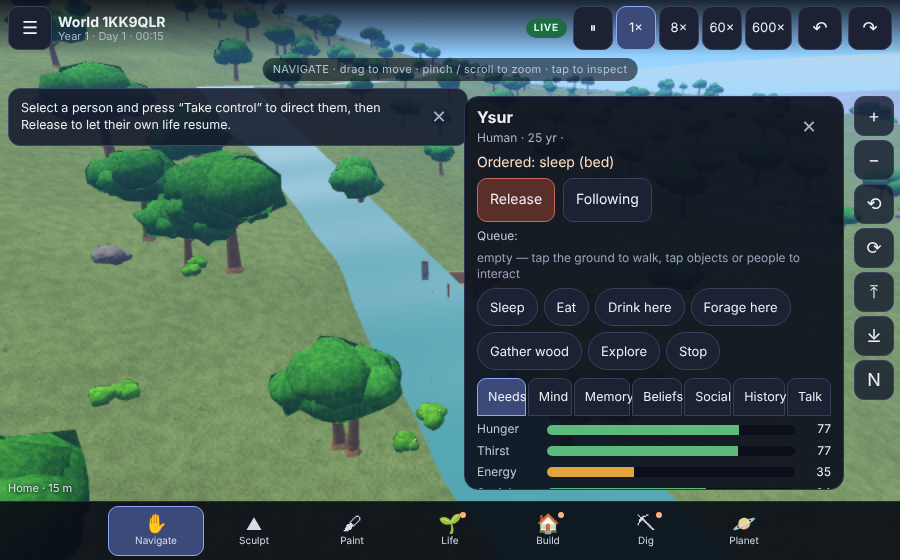 World 1KK9QLR
Year 1 · Day 1 · 00:15
LIVE
1×
8×
60×
600×
NAVIGATE · drag to move · pinch / scroll to zoom · tap to inspect
Select a person and press “Take control” to direct them, then
Release to let their own life resume.
Ysur
Human · 25 yr ·
Ordered: sleep (bed)
Release
Following
Queue:
empty — tap the ground to walk, tap objects or people to
interact
Sleep
Eat
Drink here
Forage here
Gather wood
Explore
Stop
Needs
Mind
Memory
Beliefs
Social
History
Talk
Hunger 77
Thirst 77
Energy 35
N
Home · 15 m
Navigate
Sculpt
Paint
Life
Build
Dig
Planet